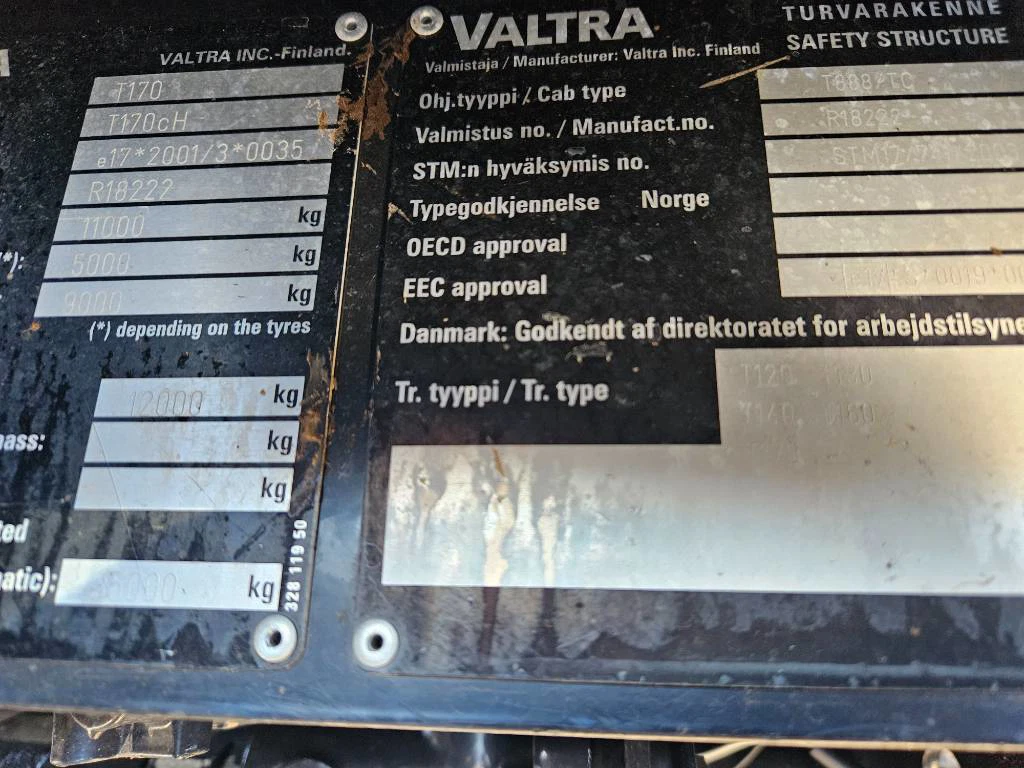 VALTRA INC.-Finland.
T170
T170cH
e17*2001/3*0035
R18222
11000 kg
(*): 5000 kg
9000 kg
(*) depending on the tyres
12000 kg
mass: kg
kg
328 119 50
kg
VALTRA
Valmistaja / Manufacturer: Valtra Inc. Finland
TURVARAKENNE
SAFETY STRUCTURE
Ohj.tyyppi / Cab type
Valmistus no. / Manufact.no. R18222
STM:n hyväksymis no.
Typegodkjennelse Norge
OECD approval
EEC approval
Danmark: Godkendt af direktoratet for arbejdstilsyne
Tr. tyyppi / Tr. type T120
T140 T160